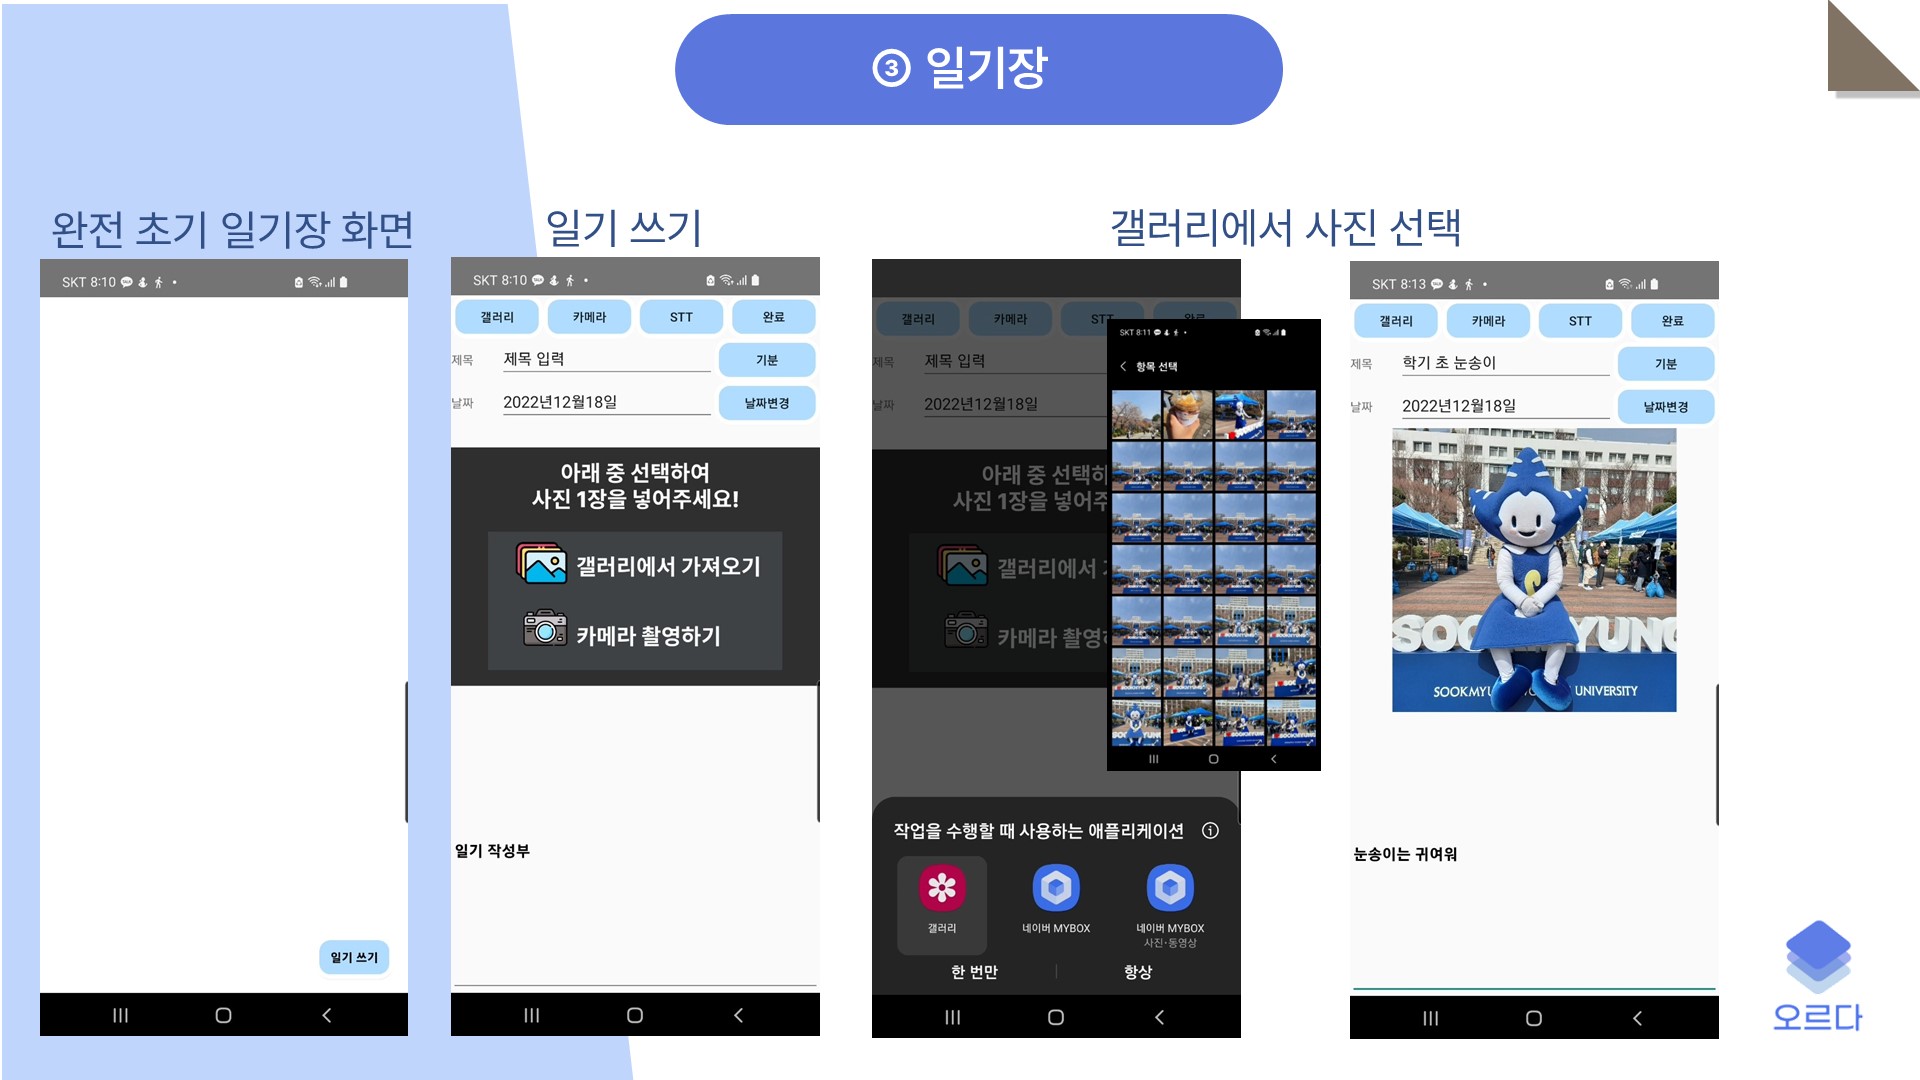 ③ 일기장
완전 초기 일기장 화면
일기 쓰기
갤러리에서 사진 선택
SKT 8:10
일기 쓰기
SKT 8:10
갤러리
카메라
STT
완료
제목
제목 입력
기분
날짜
2022년12월18일
날짜변경
아래 중 선택하여
사진 1장을 넣어주세요!
갤러리에서 가져오기
카메라 촬영하기
일기 작성부
갤러리
카메라
STT
완료
제목
제목 입력
날짜
2022년12월18일
아래 중 선택하
사진 1장을 넣어주
갤러리에서
카메라 촬영
SKT 8:11
항목 선택
작업을 수행할 때 사용하는 애플리케이션
갤러리
네이버 MYBOX
네이버 MYBOX
사진·동영상
한 번만
항상
SKT 8:13
갤러리
카메라
STT
완료
제목
학기 초 눈송이
기분
날짜
2022년12월18일
날짜변경
SOO YUNG
SOOKMYU UNIVERSITY
눈송이는 귀여워
오르다